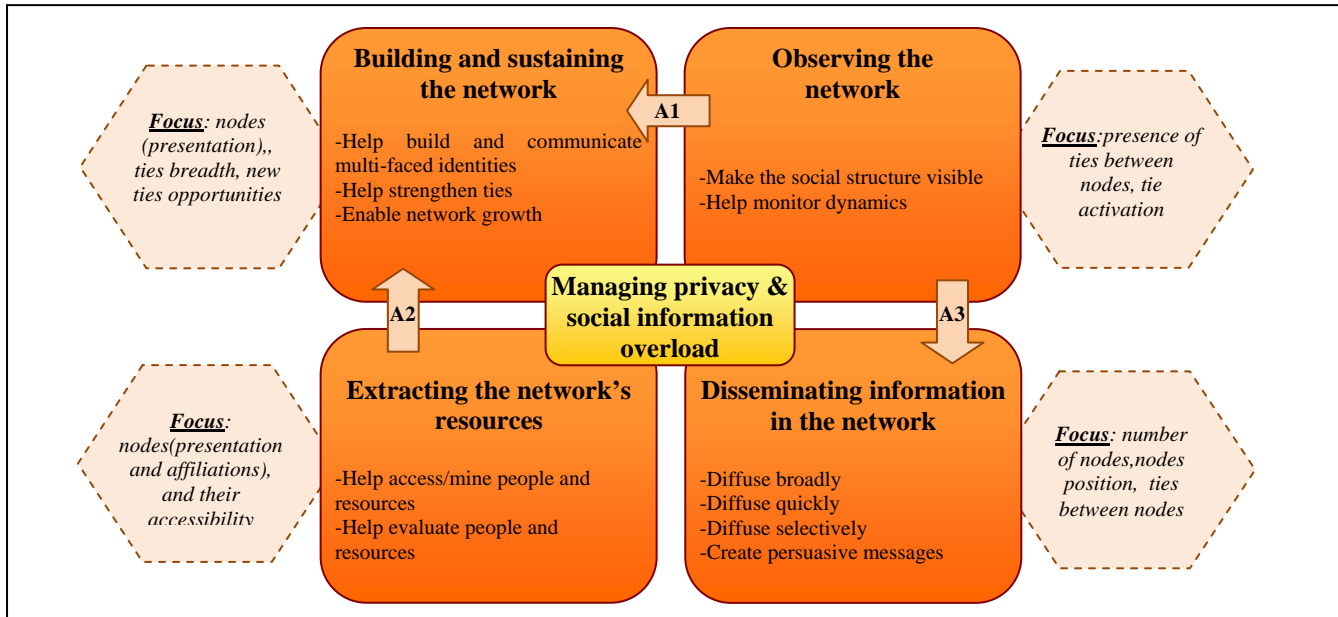 Building and sustaining
the network
-Help build and communicate
multi-faced identities
-Help strengthen ties
-Enable network growth
Focus: nodes
(presentation),,
ties breadth, new
ties opportunities
A1
Observing the
network
-Make the social structure visible
-Help monitor dynamics
Focus:presence of
ties between
nodes, tie
activation
Managing privacy &
social information
overload
A2
A3
Extracting the network's
resources
-Help access/mine people and
resources
-Help evaluate people and
resources
Focus:
nodes(presentation
and affiliations),
and their
accessibility
Disseminating information
in the network
-Diffuse broadly
-Diffuse quickly
-Diffuse selectively
-Create persuasive messages
Focus: number
of nodes,nodes
position, ties
between nodes